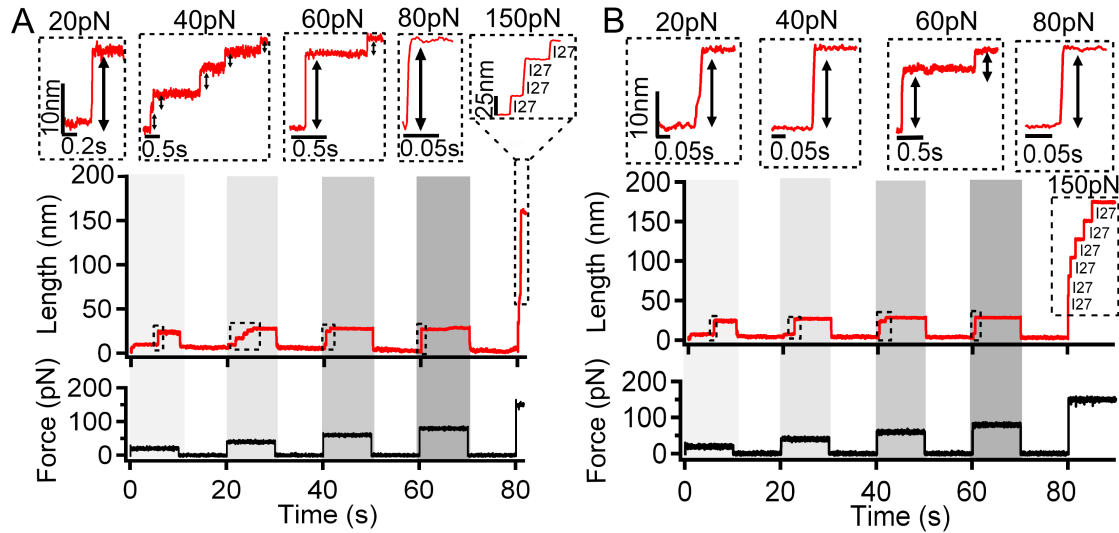 A
20pN
40pN
60pN
80pN
150pN
10nm
0.2s
0.5s
0.5s
0.05s
25nm
I27
I27
I27
I27
Length (nm)
200
150
100
50
0
Force (pN)
200
100
0
0
20
40
60
80
Time (s)
B
20pN
40pN
60pN
80pN
10nm
0.05s
0.05s
0.5s
0.05s
150pN
I27
I27
I27
I27
I27
Length (nm)
200
150
100
50
0
Force (pN)
200
100
0
0
20
40
60
80
Time (s)